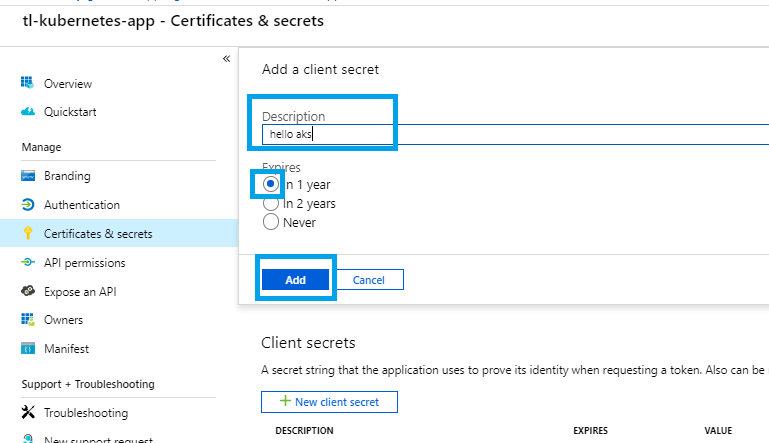 tl-kubernetes-app - Certificates & secrets
«
Overview
Quickstart
Manage
Branding
Authentication
Certificates & secrets
API permissions
Expose an API
Owners
Manifest
Support + Troubleshooting
Troubleshooting
New support request
Add a client secret
Description
hello aks
Expires
In 1 year
In 2 years
Never
Add Cancel
Client secrets
A secret string that the application uses to prove its identity when requesting a token. Also can be
+ New client secret
DESCRIPTION EXPIRES VALUE